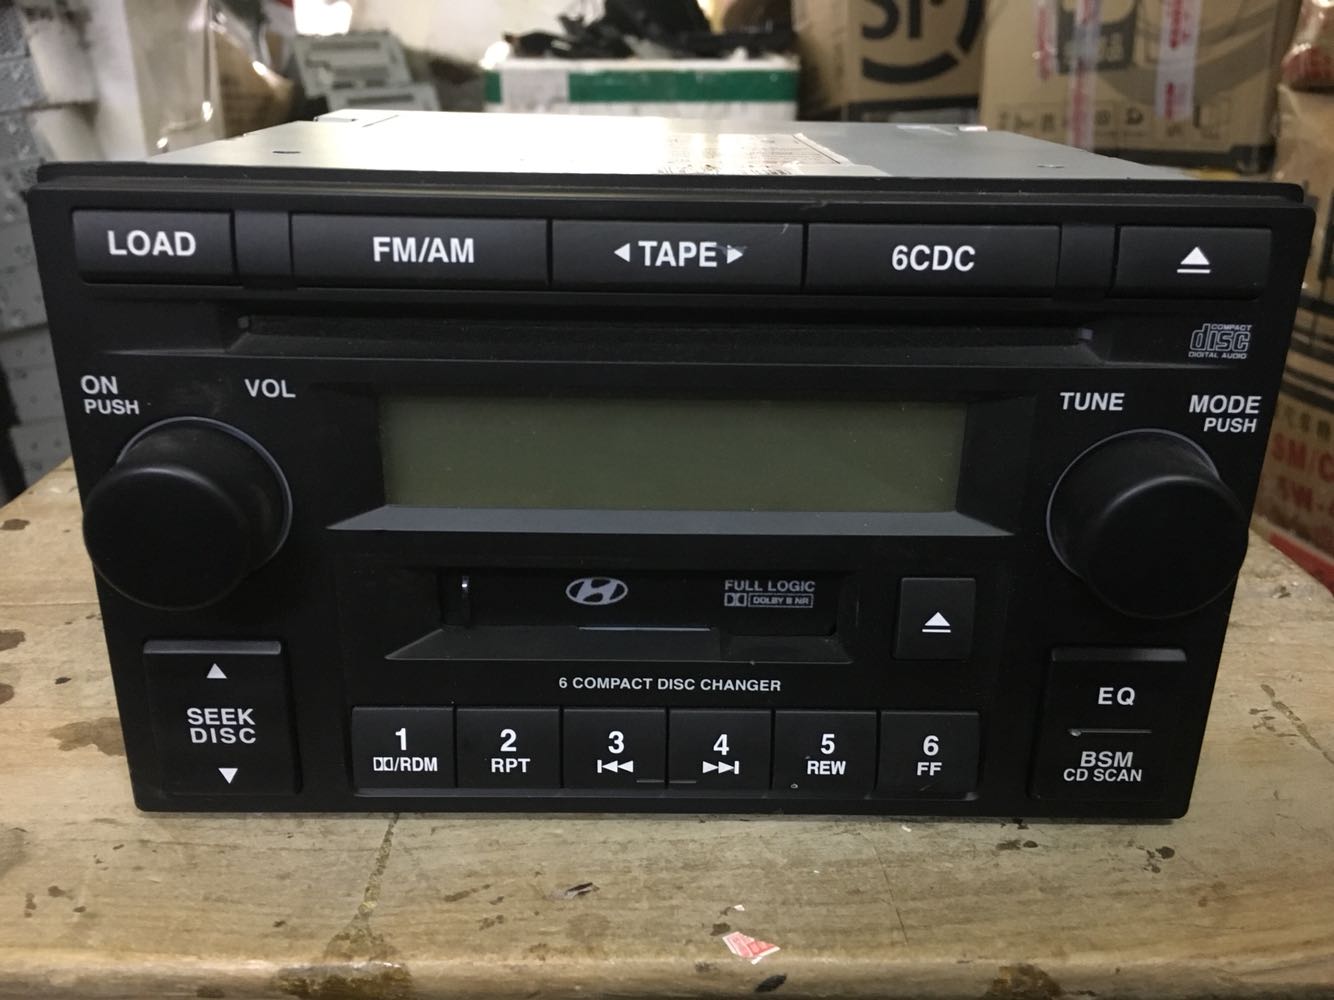 LOAD
FM/AM
◀ TAPE ▶
6CDC
COMPACT
disc
DIGITAL AUDIO
ON
PUSH
VOL
TUNE
MODE
PUSH
FULL LOGIC
DOLBY B NR
6 COMPACT DISC CHANGER
SEEK
DISC
1
/RDM
2
RPT
3
4
5
REW
6
FF
EQ
BSM
CD SCAN
SF
SM/C